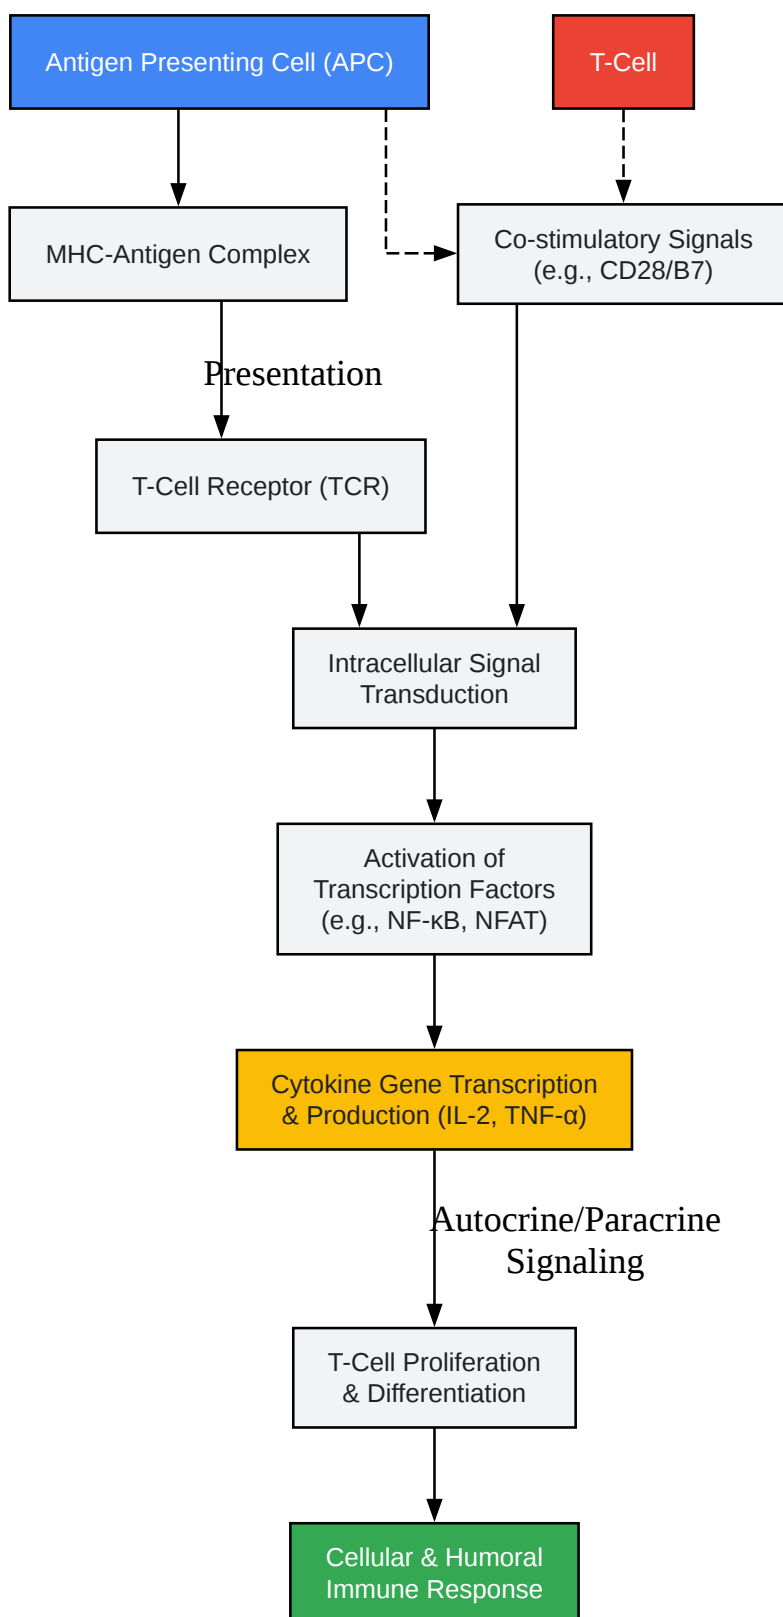 Antigen Presenting Cell (APC)
T-Cell
MHC-Antigen Complex
Co-stimulatory Signals
(e.g., CD28/B7)
Presentation
T-Cell Receptor (TCR)
Intracellular Signal
Transduction
Activation of
Transcription Factors
(e.g., NF-κB, NFAT)
Cytokine Gene Transcription
& Production (IL-2, TNF-α)
Autocrine/Paracrine
Signaling
T-Cell Proliferation
& Differentiation
Cellular & Humoral
Immune Response